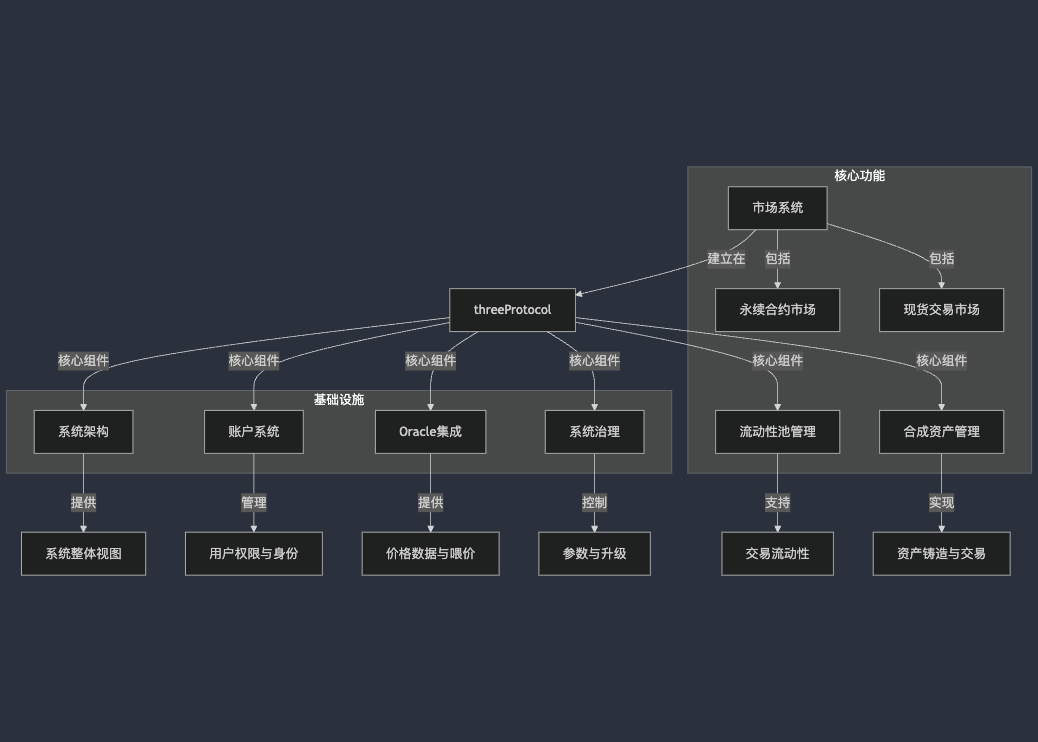 核心功能
市场系统
建立在
包括
包括
threeProtocol
永续合约市场
现货交易市场
核心组件
核心组件
核心组件
核心组件
核心组件
核心组件
基础设施
系统架构
账户系统
Oracle集成
系统治理
流动性池管理
合成资产管理
提供
管理
提供
控制
支持
实现
系统整体视图
用户权限与身份
价格数据与喂价
参数与升级
交易流动性
资产铸造与交易